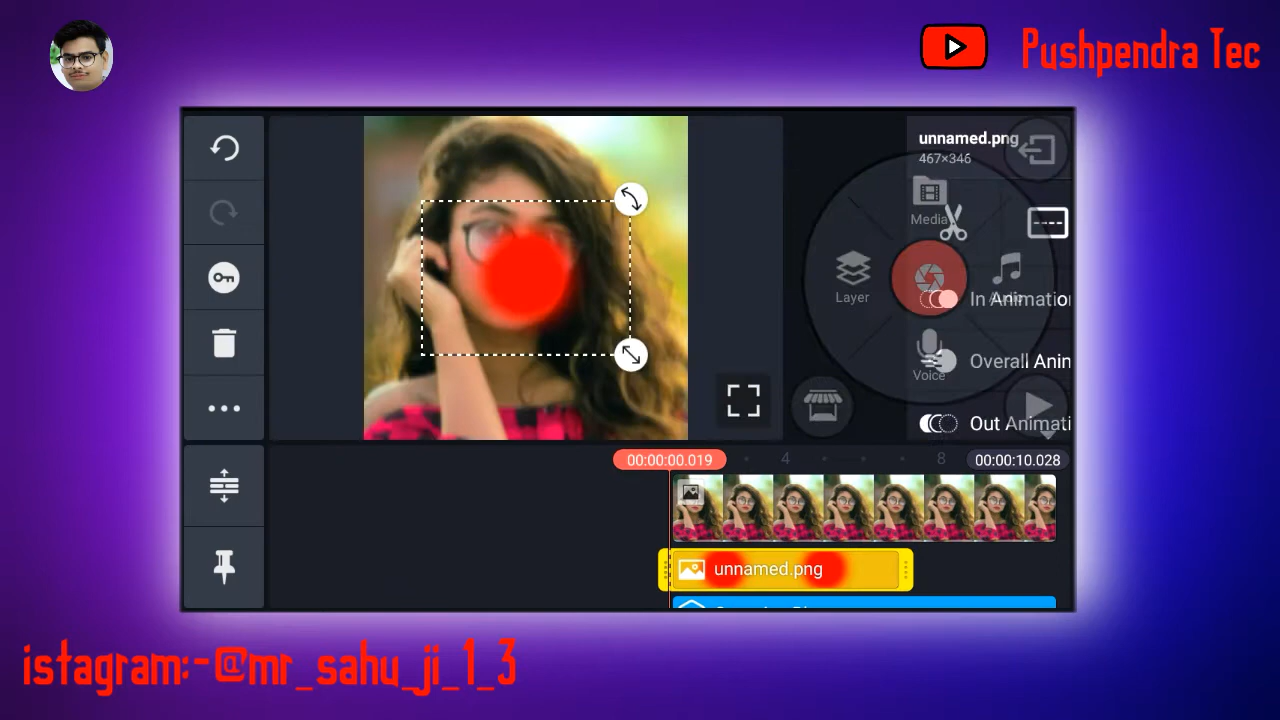 Pushpendra Tec
unnamed.png
467×346
Media
Layer
In Animation
Overall Anin
Voice
Out Animati
00:00:00.019
4
8
00:00:10.028
unnamed.png
istagram:-@mr_sahu_ji_1_3